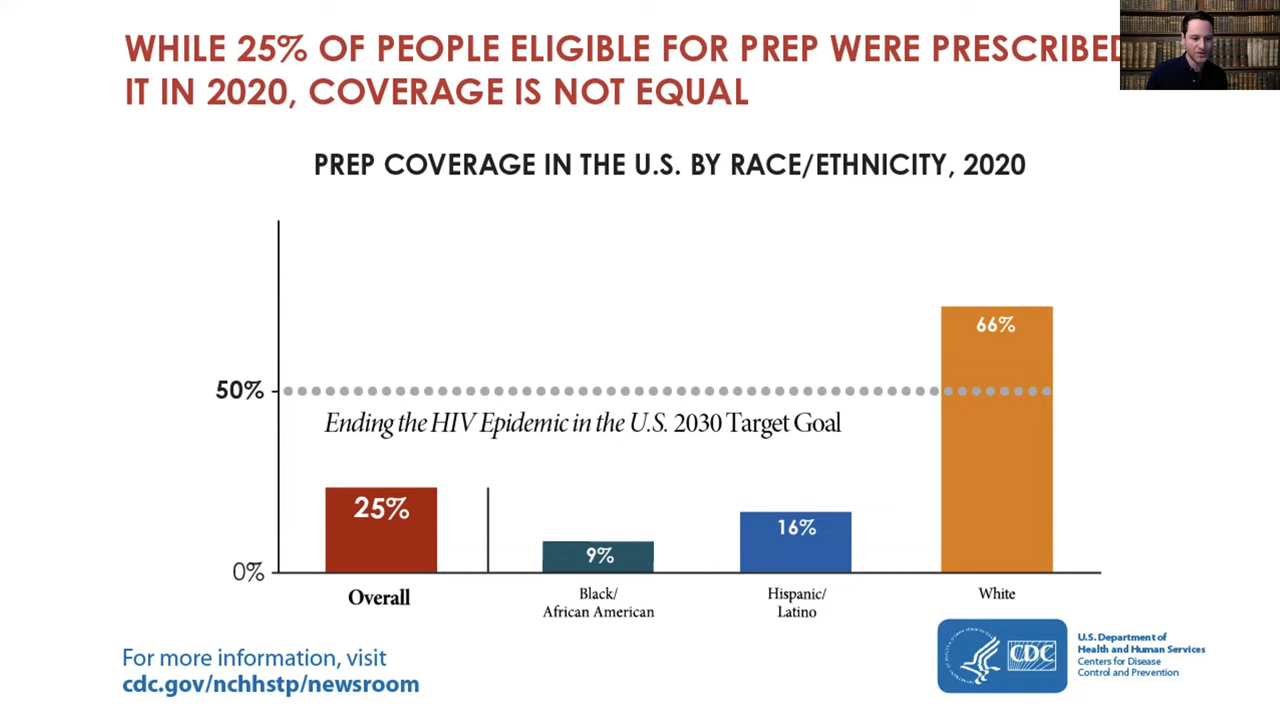 WHILE 25% OF PEOPLE ELIGIBLE FOR PREP WERE PRESCRIBED
IT IN 2020, COVERAGE IS NOT EQUAL
PREP COVERAGE IN THE U.S. BY RACE/ETHNICITY, 2020
66%
50%
Ending the HIV Epidemic in the U.S. 2030 Target Goal
25%
16%
9%
0%
Overall
Black/
African American
Hispanic/
Latino
White
For more information, visit
cdc.gov/nchhstp/newsroom
CDC
U.S. Department of
Health and Human Services
Centers for Disease
Control and Prevention